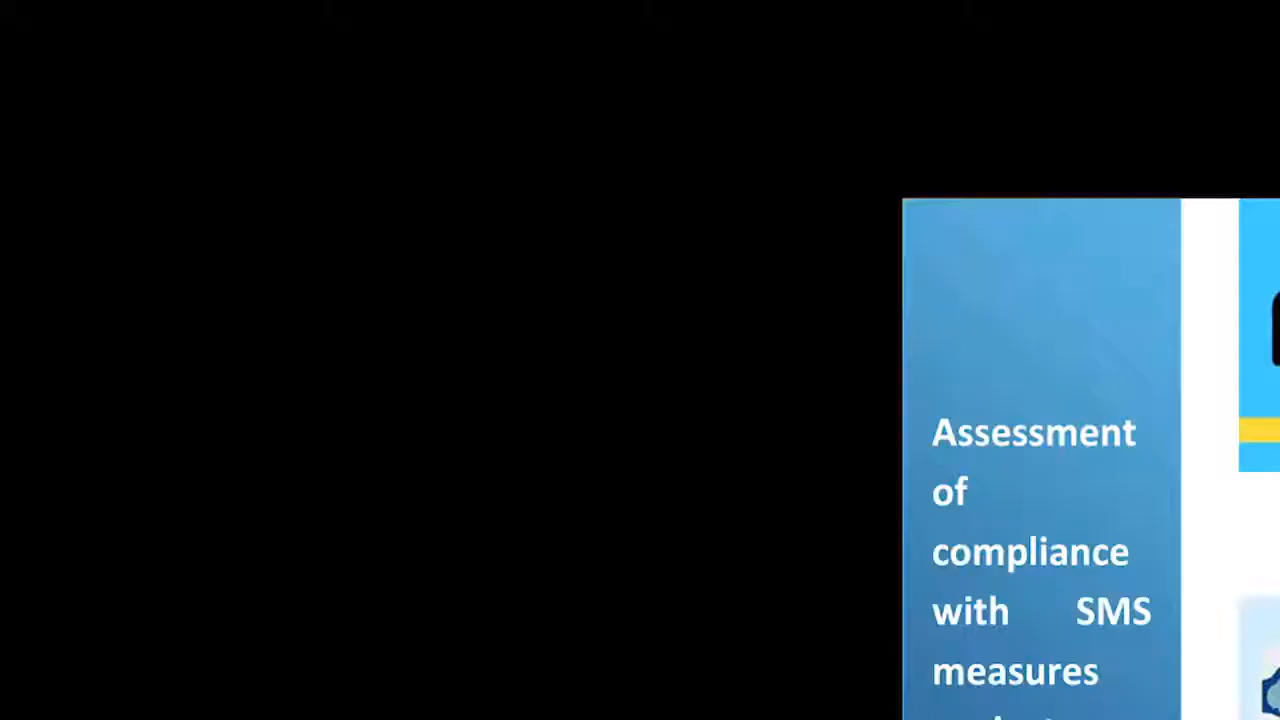 Assessment
of
compliance
with SMS
measures